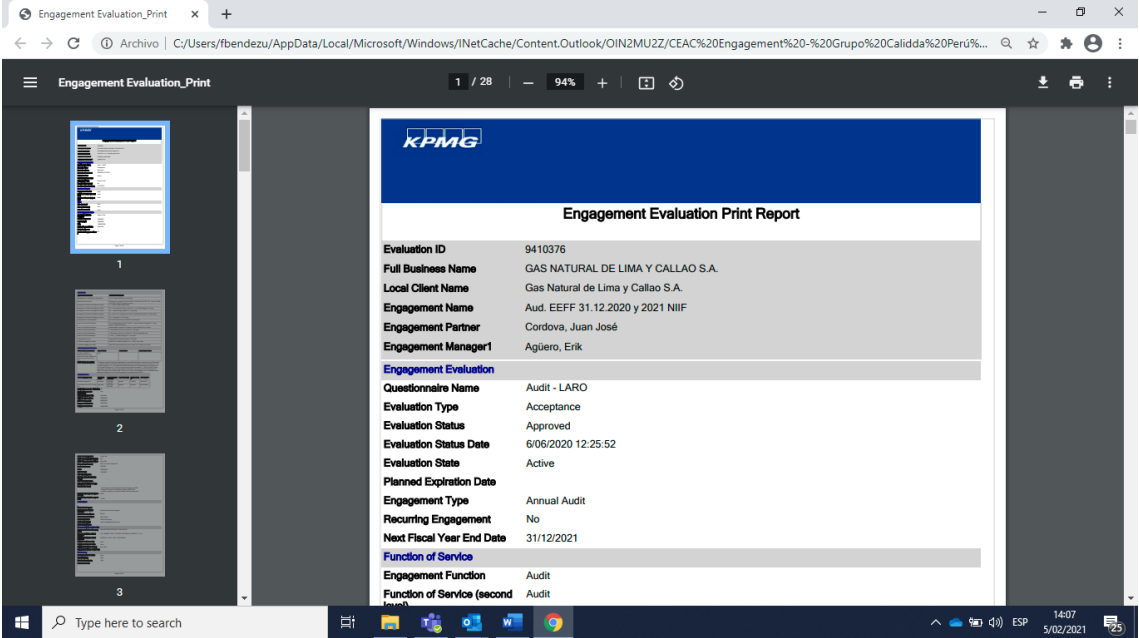 Engagement Evaluation_Print
Archivo | C:/Users/fbendezu/AppData/Local/Microsoft/Windows/INetCache/Content.Outlook/OIN2MU2Z/CEAC%20Engagement%20-%20Grupo%20Calidda%20Perú%...
Engagement Evaluation_Print 1 / 28 94%
KPMG
Engagement Evaluation Print Report
Evaluation ID 9410376
Full Business Name GAS NATURAL DE LIMA Y CALLAO S.A.
Local Client Name Gas Natural de Lima y Callao S.A.
Engagement Name Aud. EEFF 31.12.2020 y 2021 NIIF
Engagement Partner Cordova, Juan José
Engagement Manager1 Agüero, Erik
Engagement Evaluation
Questionnaire Name Audit - LARO
Evaluation Type Acceptance
Evaluation Status Approved
Evaluation Status Date 6/06/2020 12:25:52
Evaluation State Active
Planned Expiration Date
Engagement Type Annual Audit
Recurring Engagement No
Next Fiscal Year End Date 31/12/2021
Function of Service
Engagement Function Audit
Function of Service (second Audit
level)
1
2
3
Type here to search
ESP
14:07
5/02/2021
25